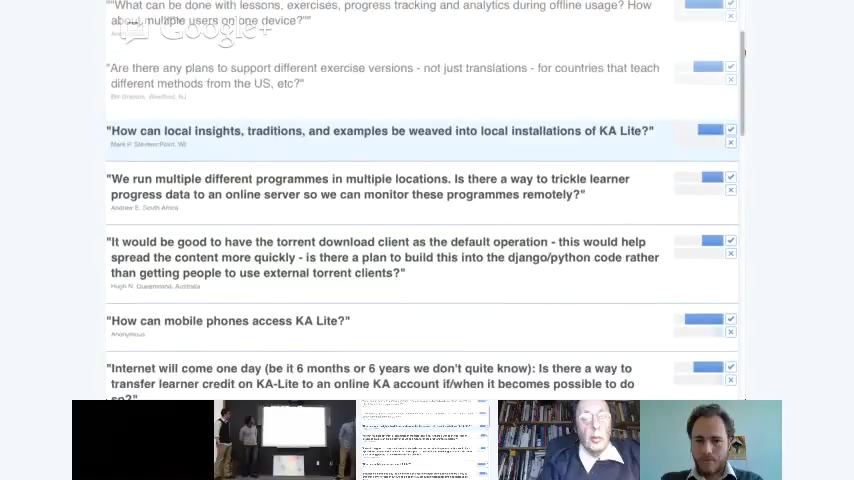 "What can be done with lessons, exercises, progress tracking and analytics during offline usage? How
about multiple users on one device?"
Google+
"Are there any plans to support different exercise versions - not just translations - for countries that teach
different methods from the US, etc?"
"How can local insights, traditions, and examples be weaved into local installations of KA Lite?"
Mark P. Stevens Point, WI
"We run multiple different programmes in multiple locations. Is there a way to trickle learner
progress data to an online server so we can monitor these programmes remotely?"
Andrew E. South Africa
"It would be good to have the torrent download client as the default operation - this would help
spread the content more quickly - is there a plan to build this into the django/python code rather
than getting people to use external torrent clients?"
Hugh N. Queensland, Australia
"How can mobile phones access KA Lite?"
Anonymous
"Internet will come one day (be it 6 months or 6 years we don't quite know): Is there a way to
transfer learner credit on KA-Lite to an online KA account if/when it becomes possible to do
so?"